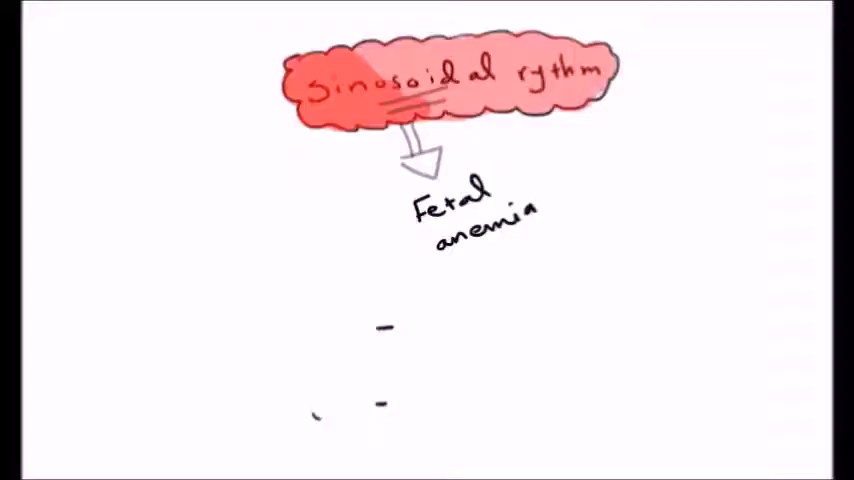 sinosoidal rythm
Fetal
anemia
-
-